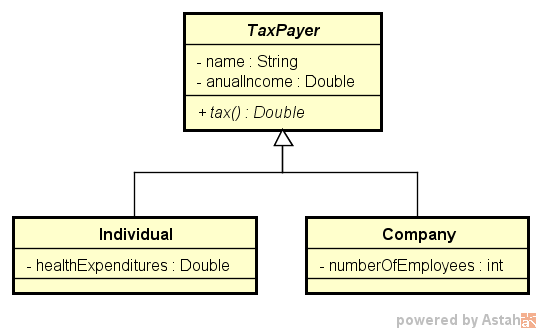 TaxPayer
- name : String
- anualIncome : Double
+ tax() : Double
Individual
- healthExpenditures : Double
Company
- numberOfEmployees : int
powered by Astah